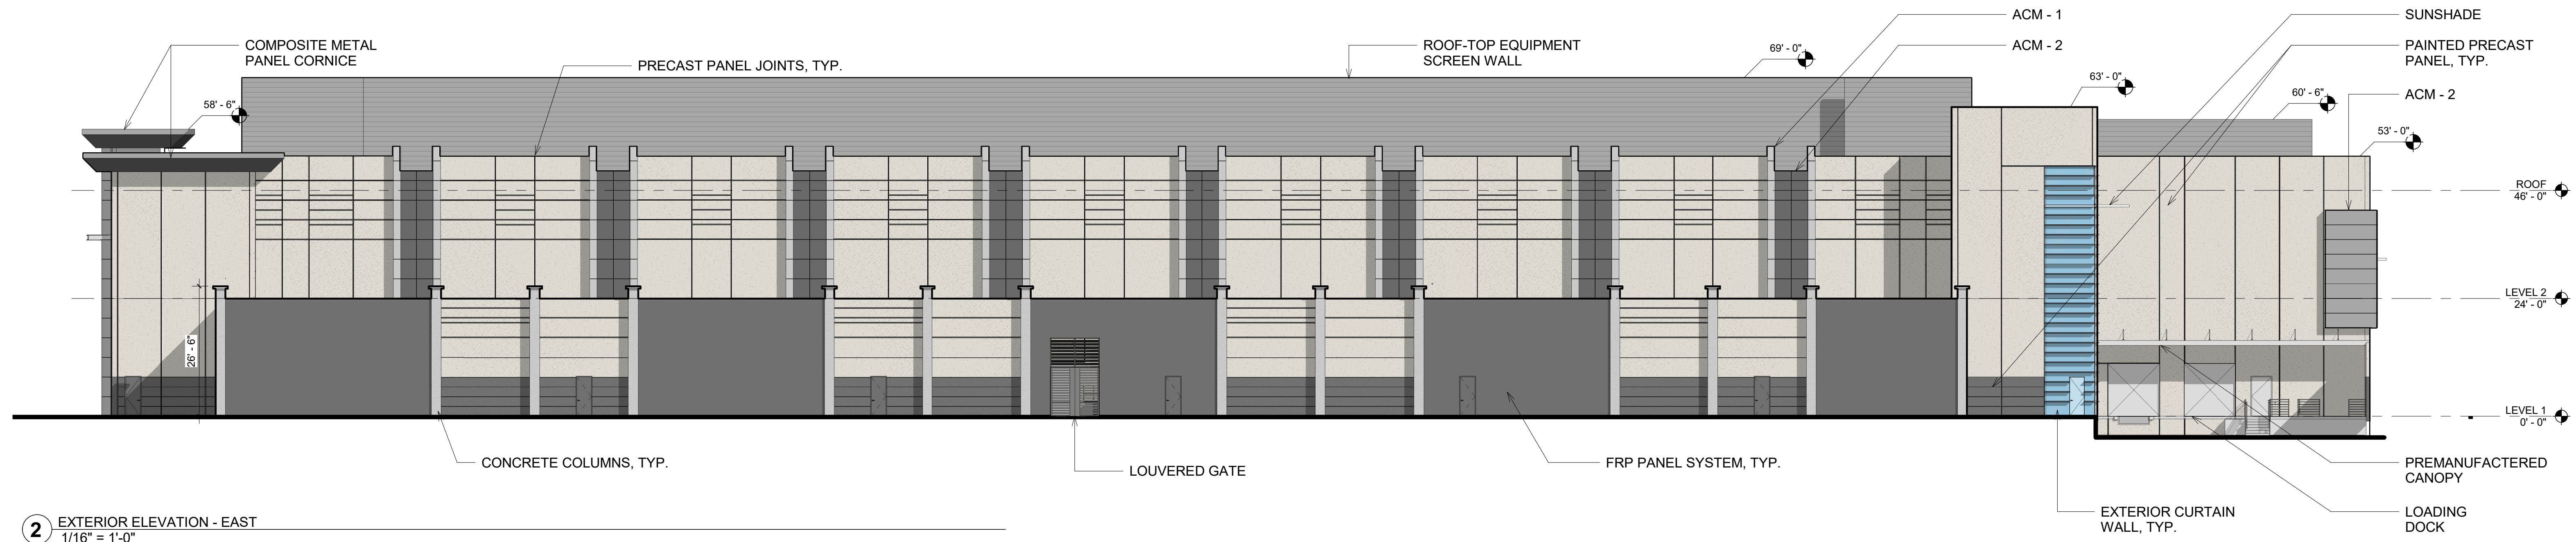 COMPOSITE METAL
PANEL CORNICE
58' - 6"
PRECAST PANEL JOINTS, TYP.
ROOF-TOP EQUIPMENT
SCREEN WALL
69' - 0"
ACM - 1
ACM - 2
63' - 0"
SUNSHADE
PAINTED PRECAST
PANEL, TYP.
60' - 6"
ACM - 2
53' - 0"
ROOF
46' - 0"
LEVEL 2
24' - 0"
26' - 6"
LEVEL 1
0' - 0"
CONCRETE COLUMNS, TYP.
LOUVERED GATE
FRP PANEL SYSTEM, TYP.
PREMANUFACTERED
CANOPY
EXTERIOR CURTAIN
WALL, TYP.
LOADING
DOCK
2
EXTERIOR ELEVATION - EAST
1/16" = 1'-0"